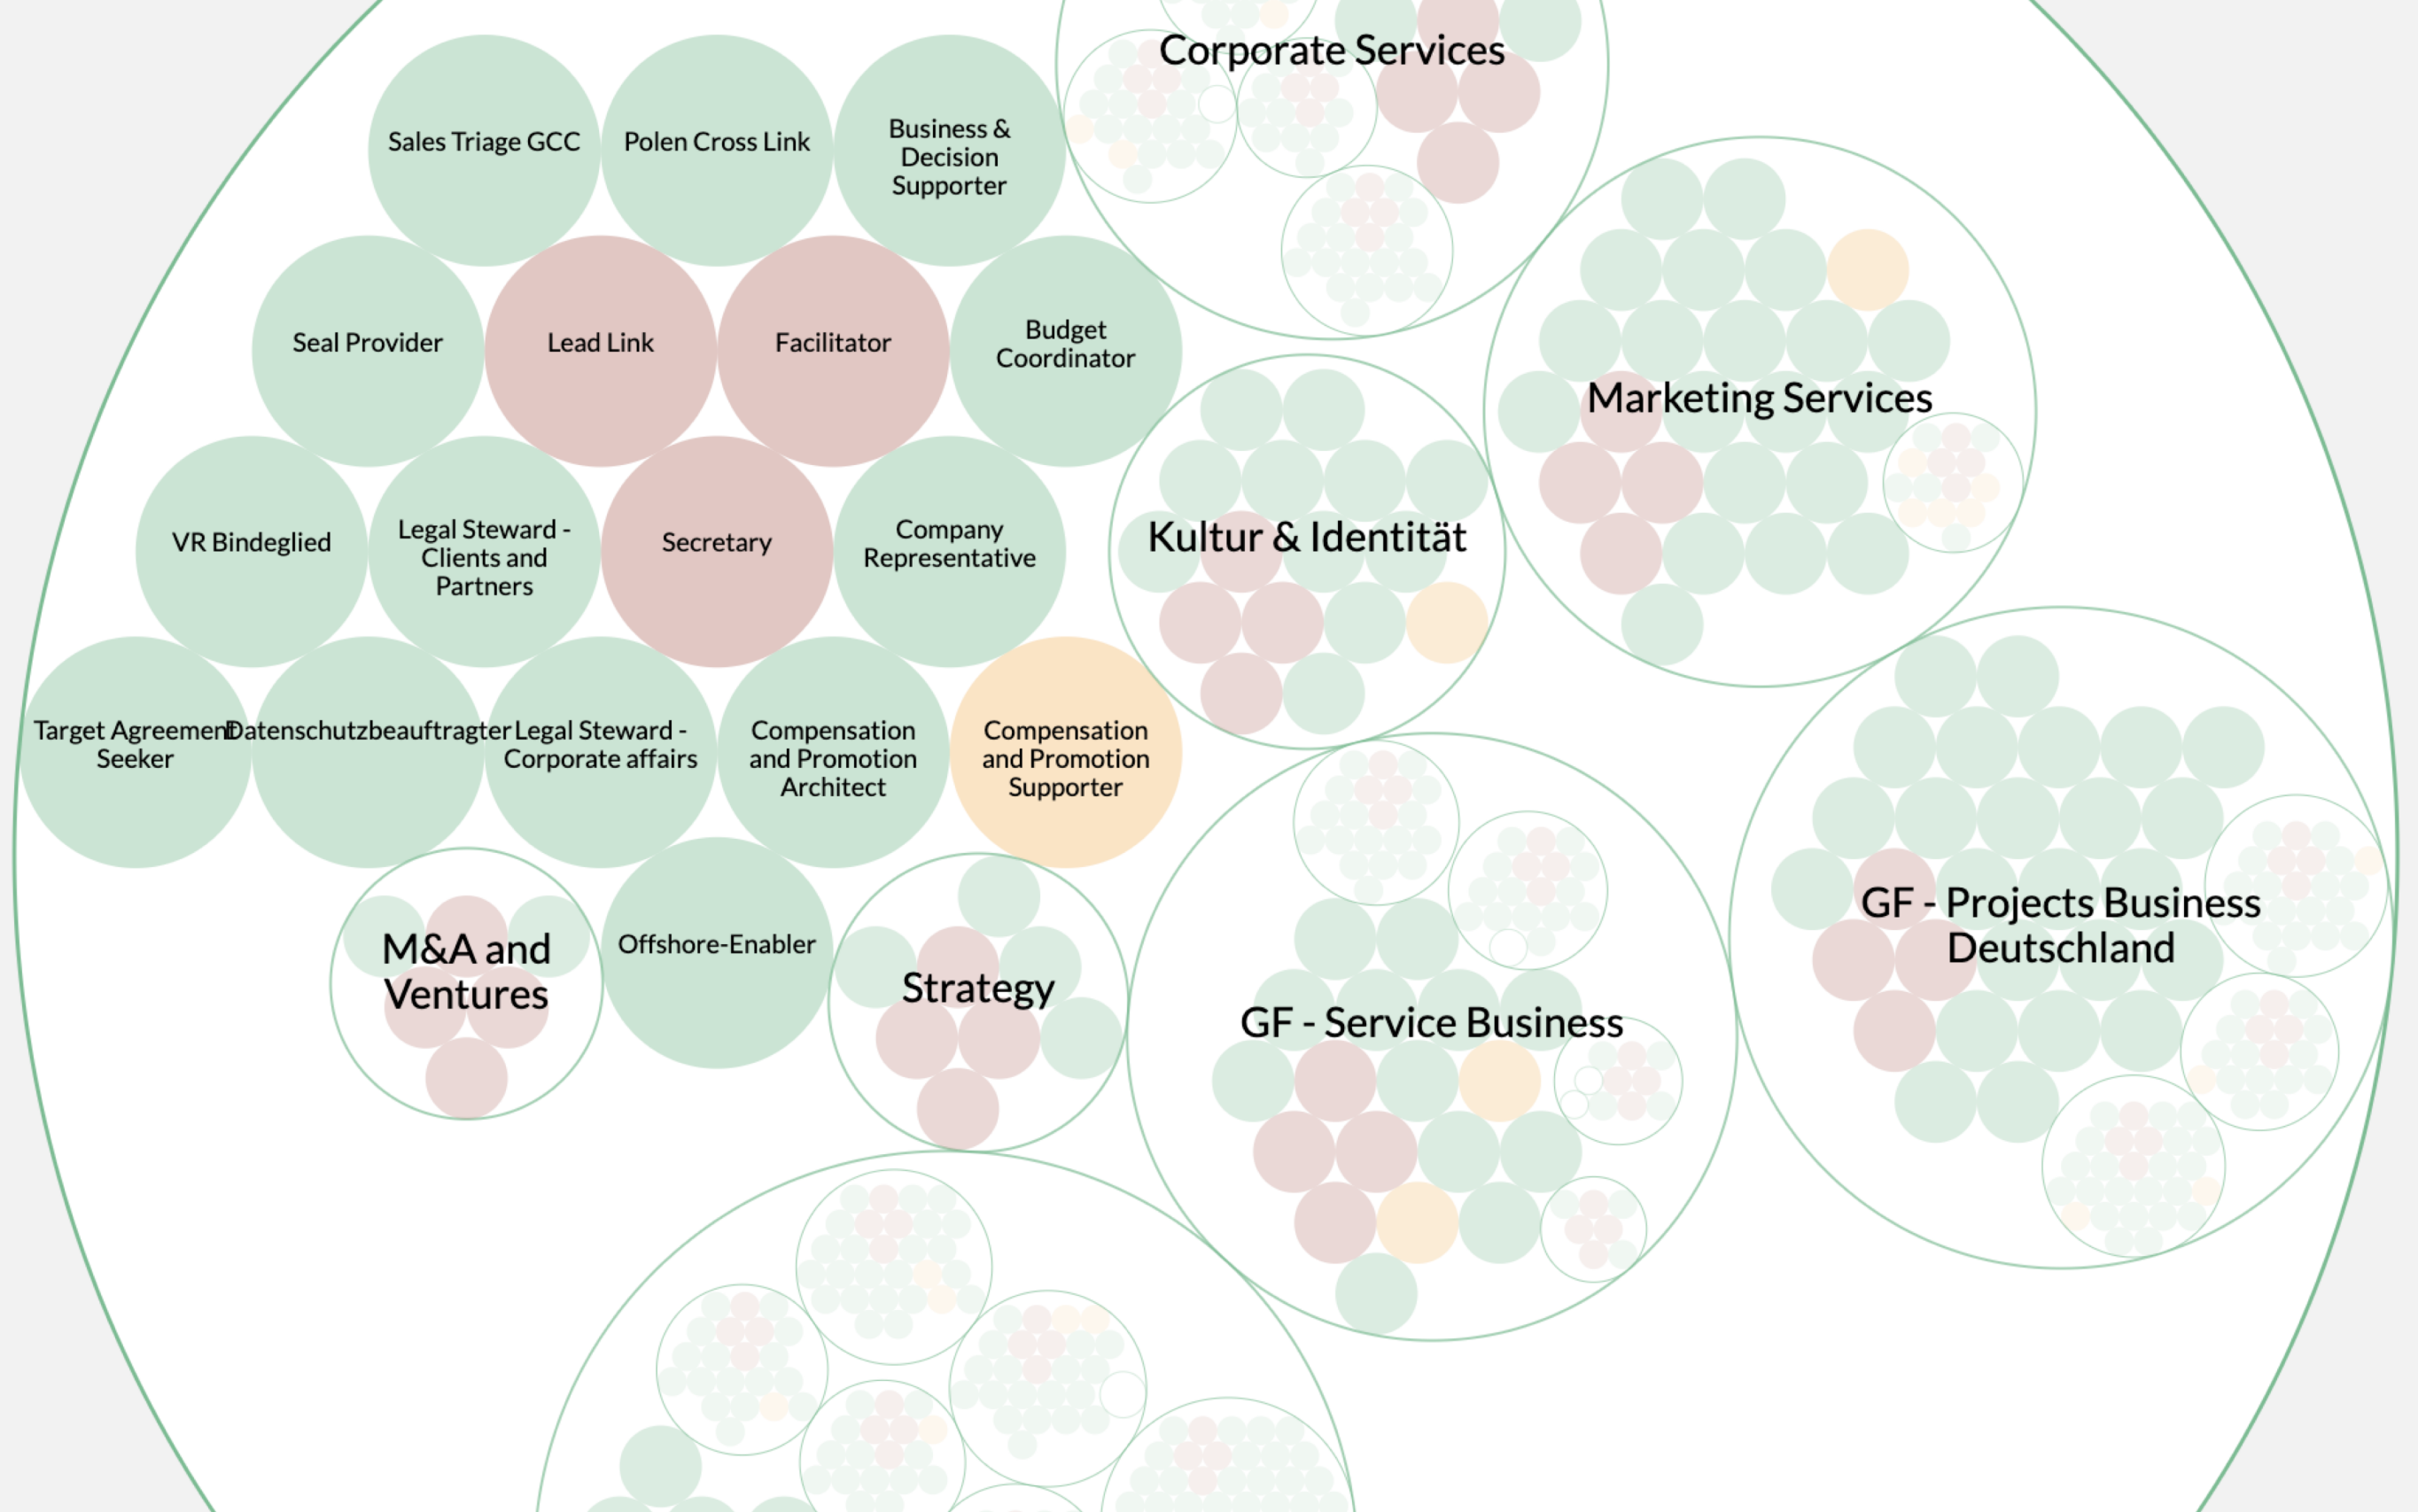 Corporate Services
Sales Triage GCC
Polen Cross Link
Business &
Decision
Supporter
Seal Provider
Lead Link
Facilitator
Budget
Coordinator
Marketing Services
VR Bindeglied
Legal Steward -
Clients and
Partners
Secretary
Company
Representative
Kultur & Identität
Target Agreement
Seeker
Datenschutzbeauftragter
Legal Steward -
Corporate affairs
Compensation
and Promotion
Architect
Compensation
and Promotion
Supporter
M&A and
Ventures
Offshore-Enabler
Strategy
GF - Service Business
GF - Projects Business
Deutschland